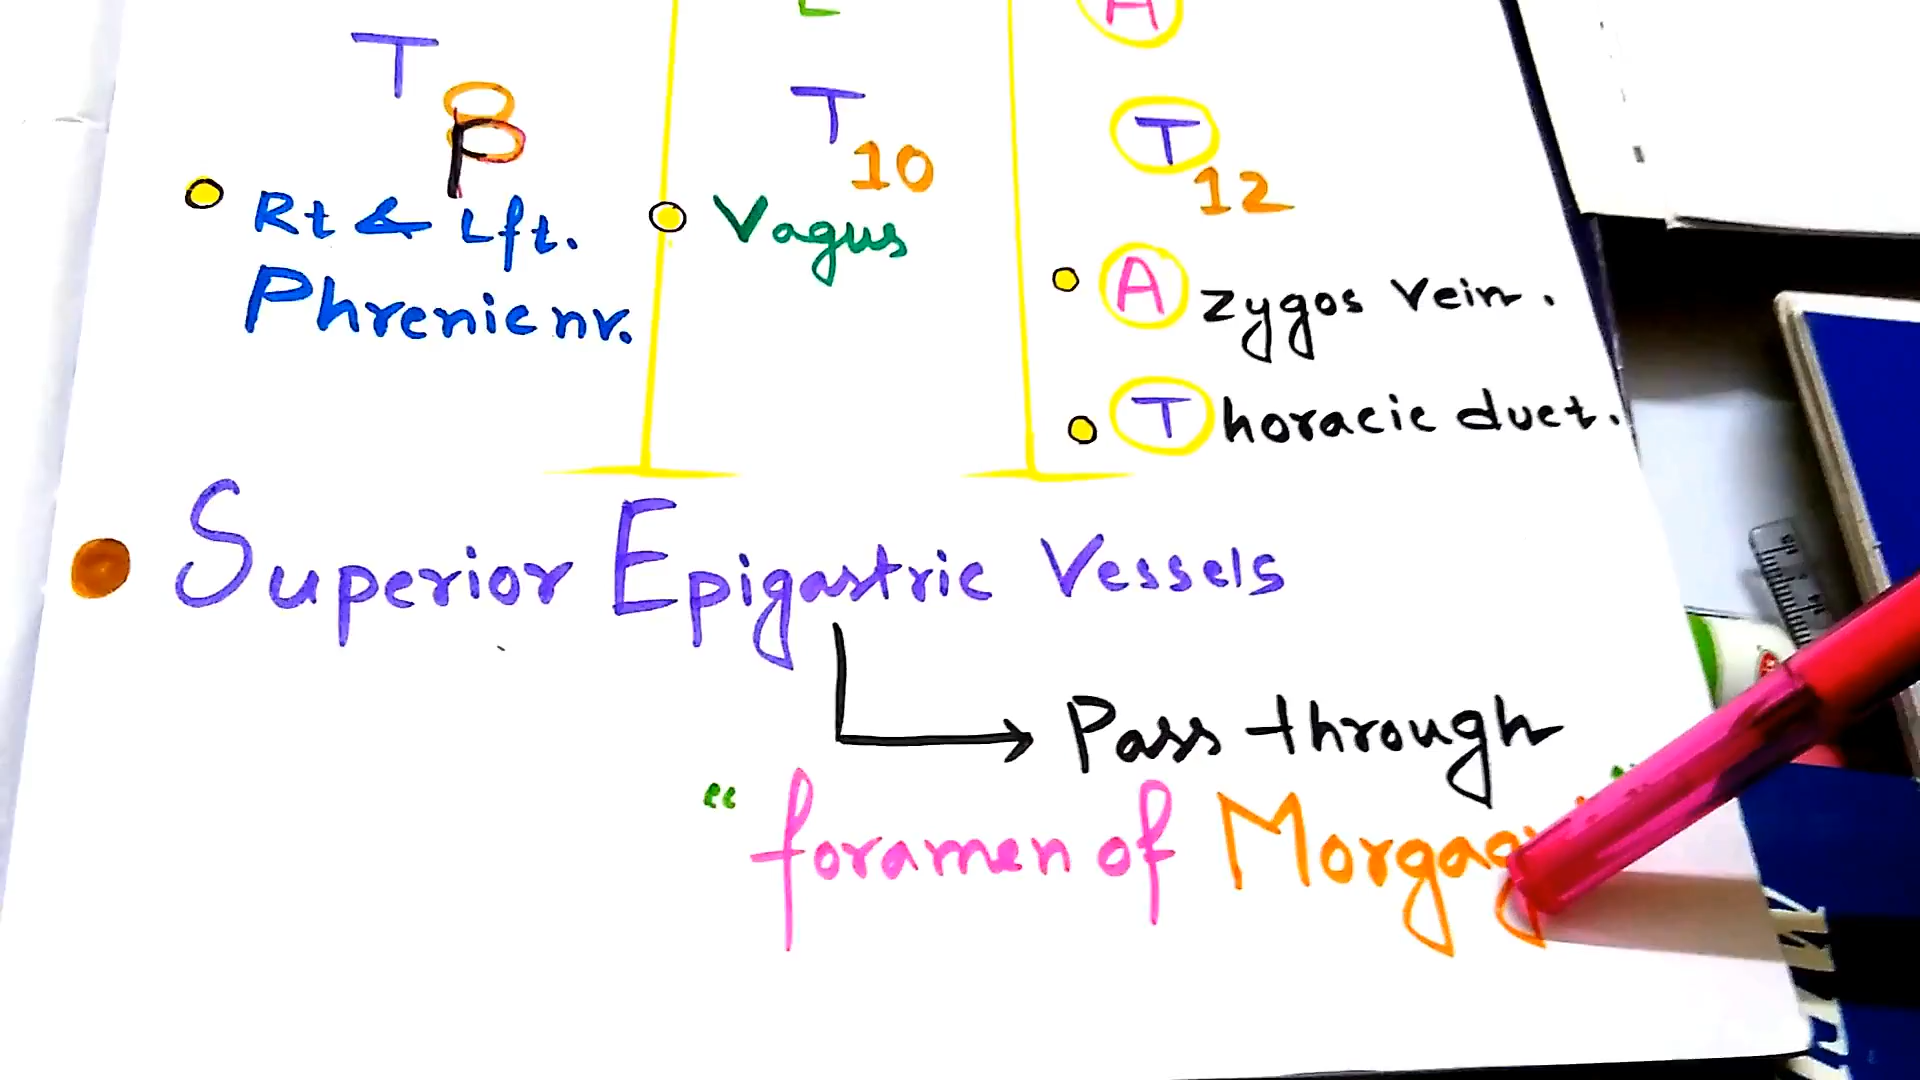 E
A
T 8
T 10
T 12
Rt & Lft.
Phrenic nr.
Vagus
Azygos Vein.
Thoracic duct.
Superior Epigastric Vessels
Pass through
"foramen of